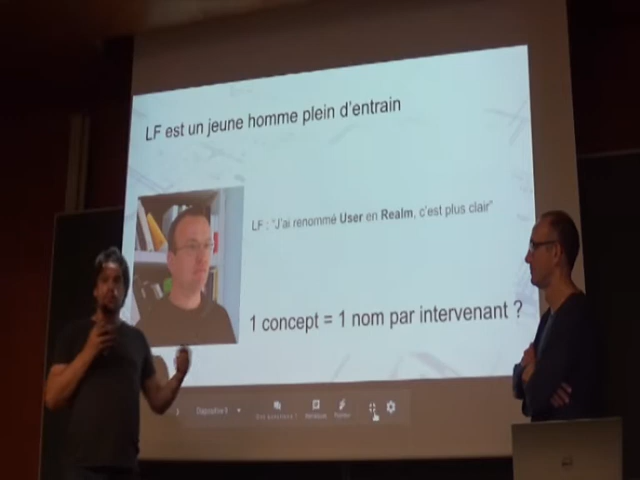 LF est un jeune homme plein d'entrain
LF : "J'ai renommé User en Realm, c'est plus clair"
1 concept = 1 nom par intervenant ?
Diapositive